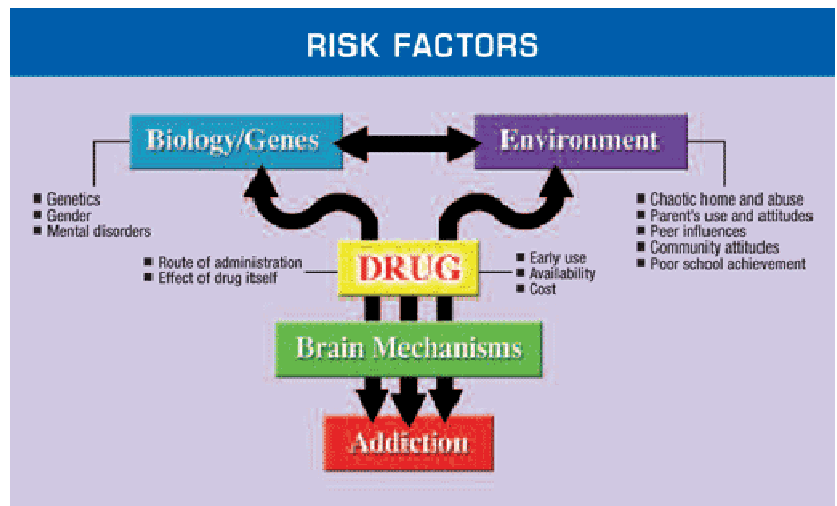 RISK FACTORS
Biology/Genes
Environment
■ Genetics
■ Gender
■ Mental disorders
■ Chaotic home and abuse
■ Parent's use and attitudes
■ Peer influences
■ Community attitudes
■ Poor school achievement
■ Route of administration
■ Effect of drug itself
DRUG
■ Early use
■ Availability
■ Cost
Brain Mechanisms
Addiction